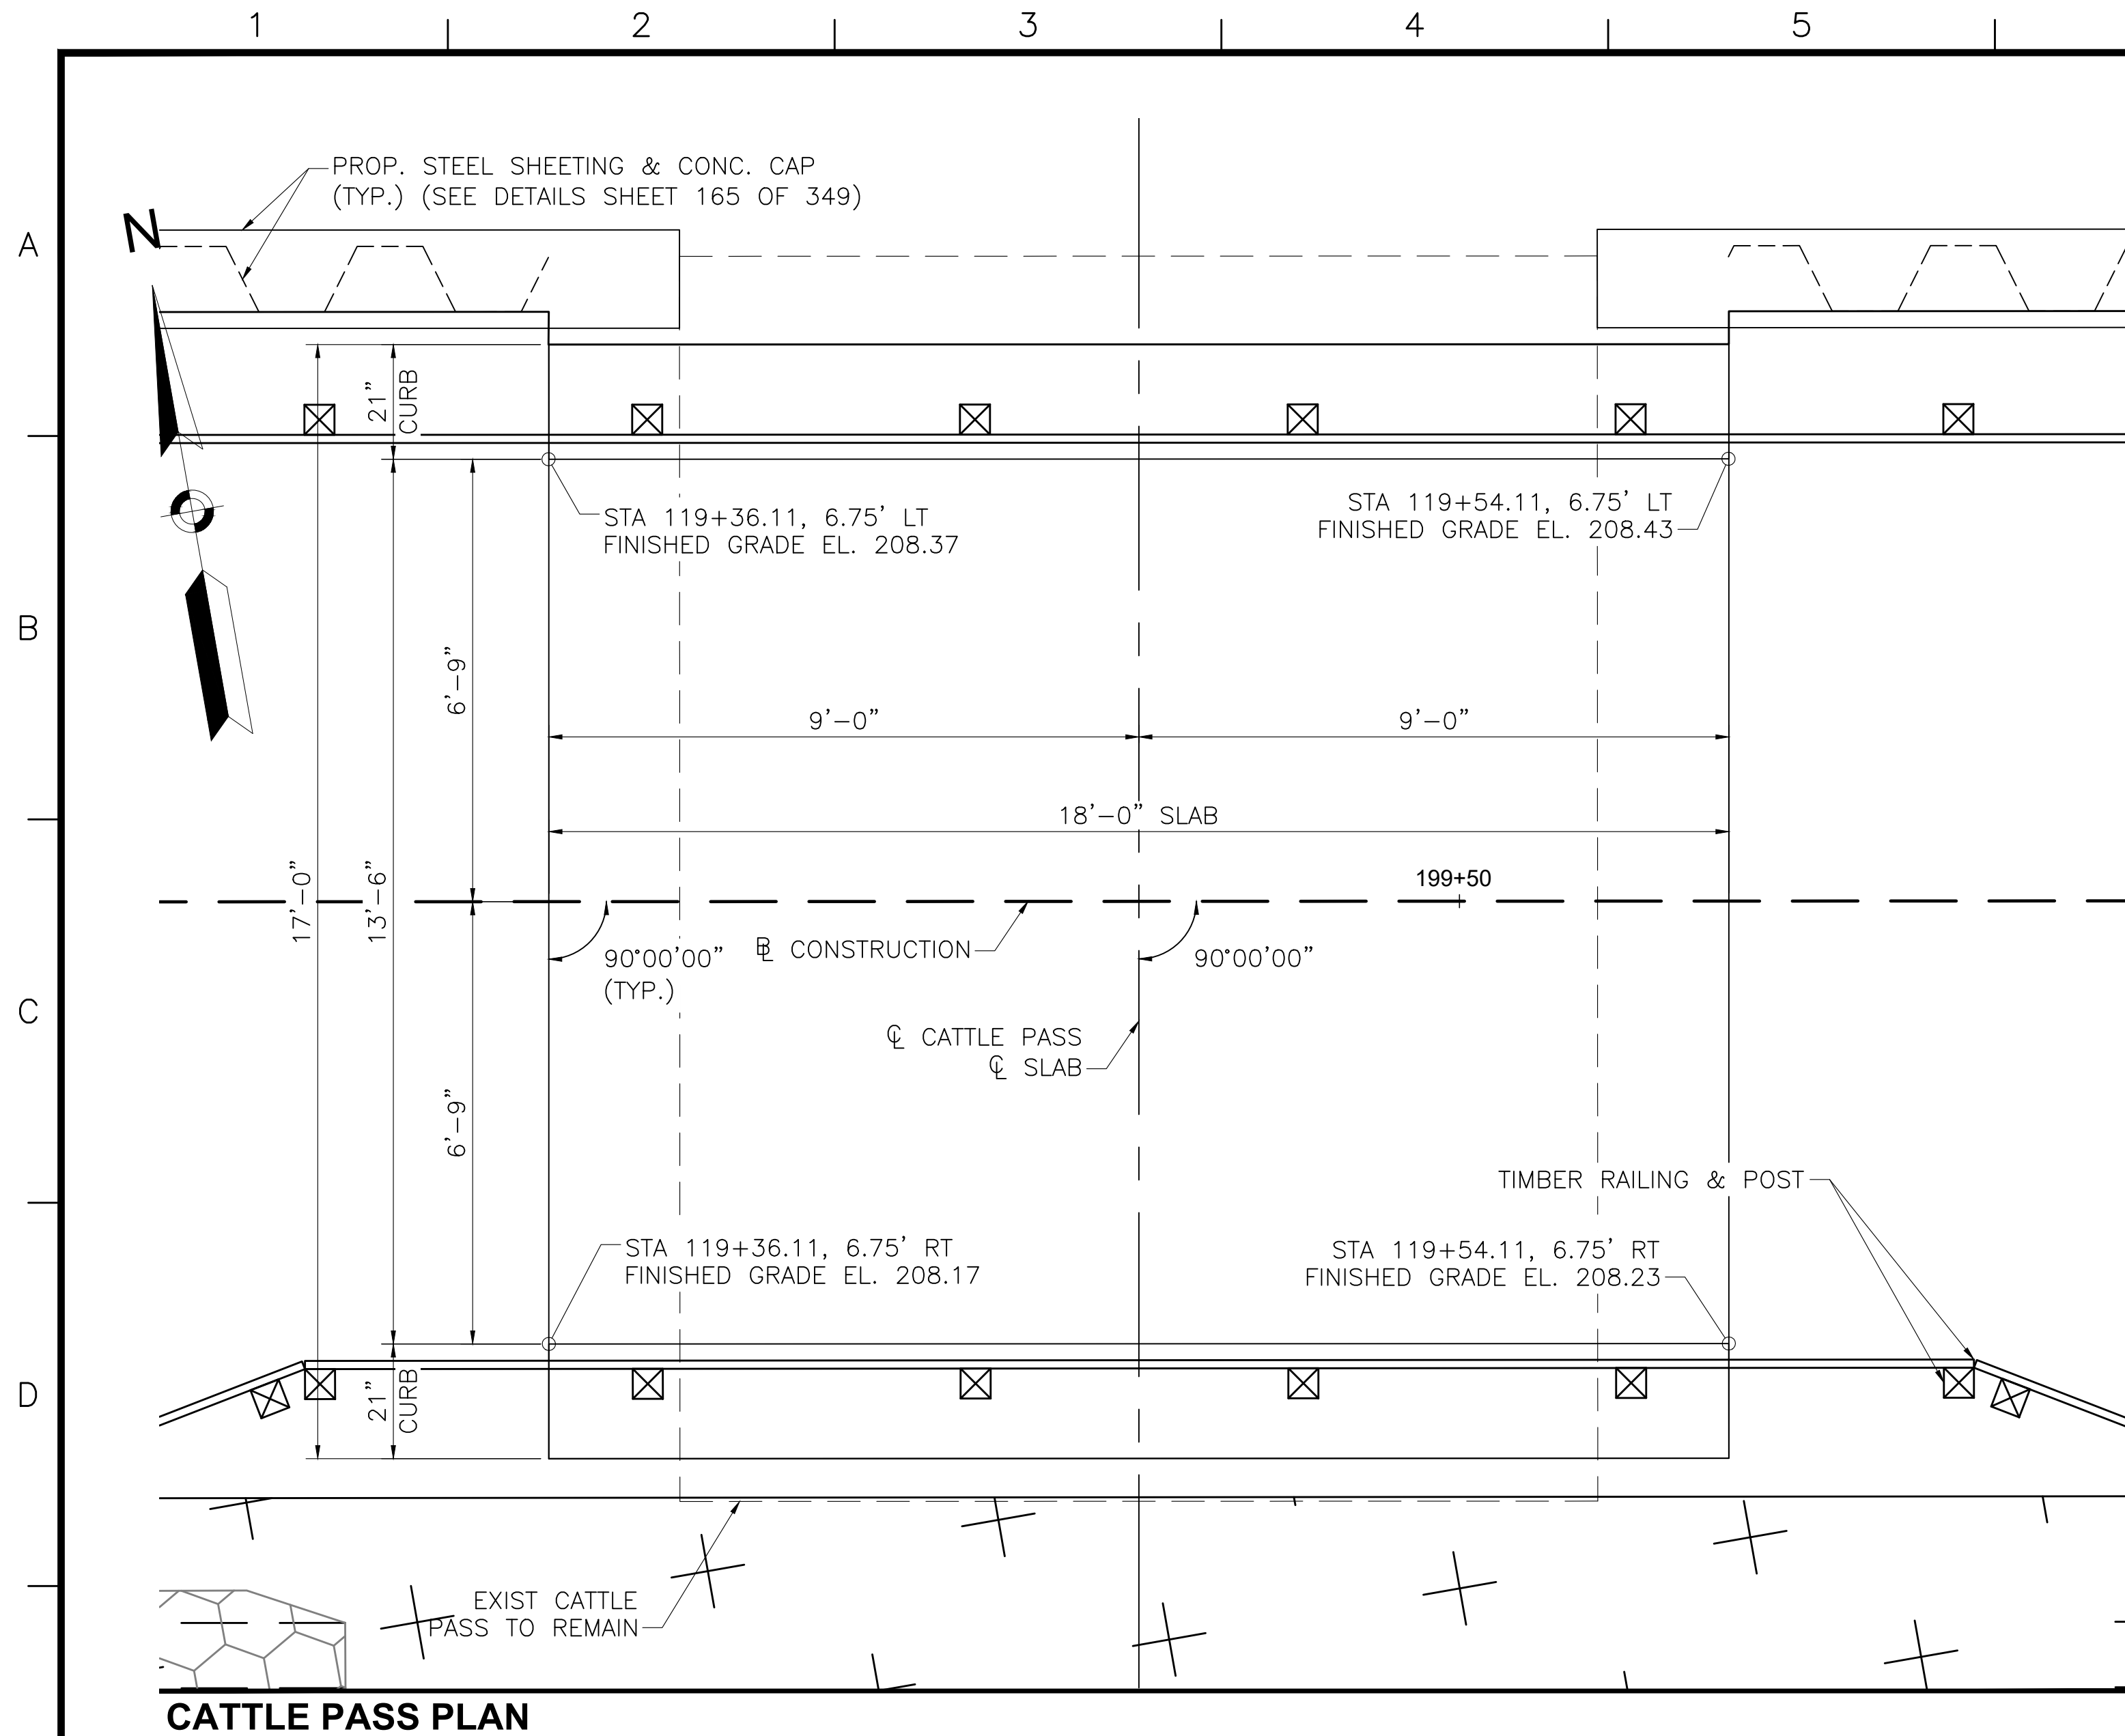 1 2 3 4 5
PROP. STEEL SHEETING & CONC. CAP
(TYP.) (SEE DETAILS SHEET 165 OF 349)
N
A
21"
CURB
STA 119+36.11, 6.75' LT
FINISHED GRADE EL. 208.37
STA 119+54.11, 6.75' LT
FINISHED GRADE EL. 208.43
B
6'-9"
9'-0"
9'-0"
18'-0" SLAB
17'-0"
13'-6"
199+50
℄ CONSTRUCTION
90°00'00"
(TYP.)
90°00'00"
C
℄ CATTLE PASS
℄ SLAB
6'-9"
TIMBER RAILING & POST
STA 119+36.11, 6.75' RT
FINISHED GRADE EL. 208.17
STA 119+54.11, 6.75' RT
FINISHED GRADE EL. 208.23
D
21"
CURB
EXIST CATTLE
PASS TO REMAIN
CATTLE PASS PLAN